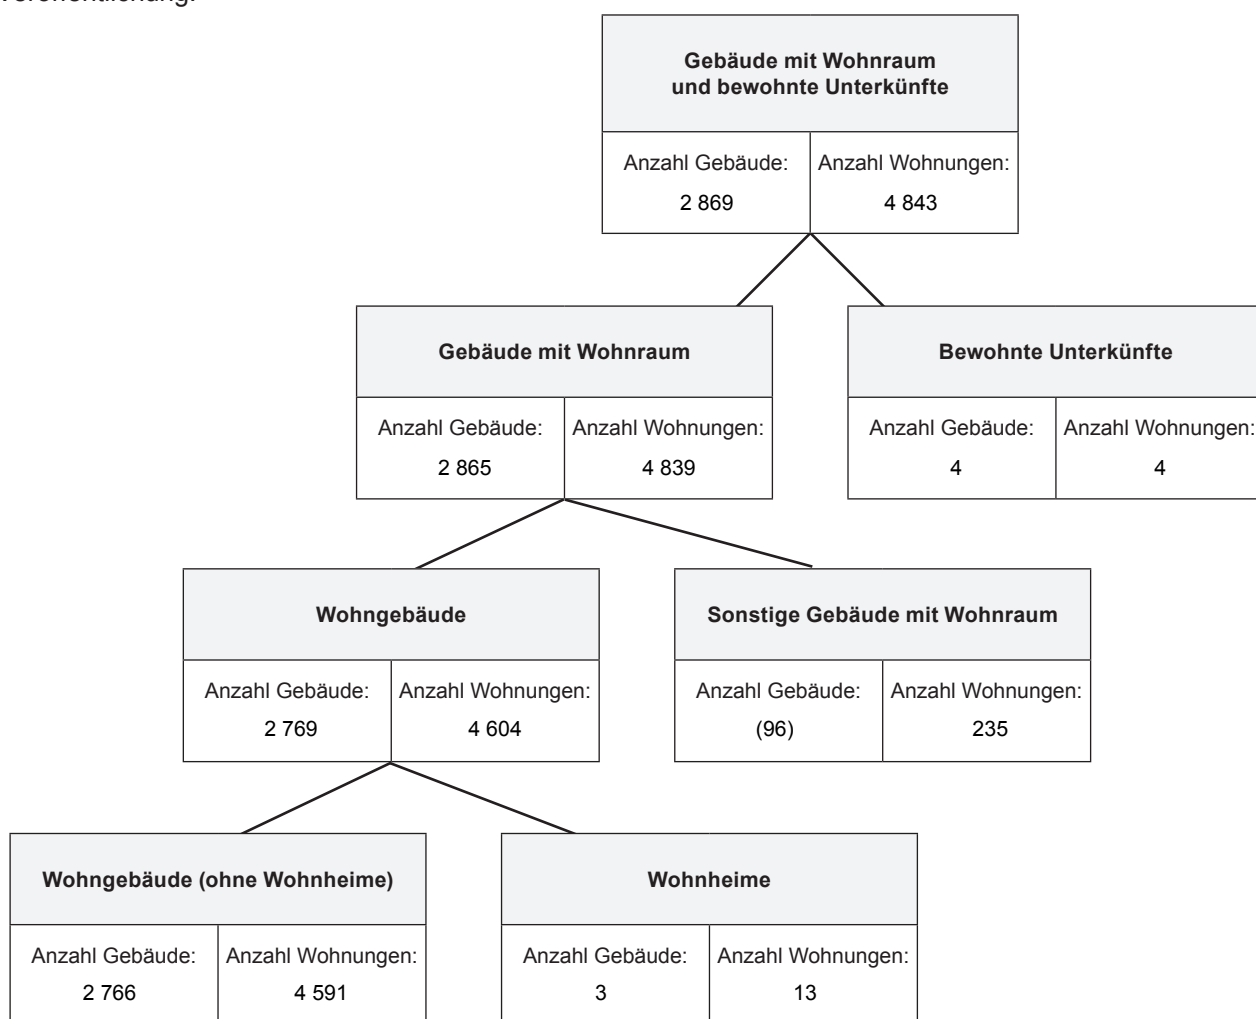 Veröffentlichung.
Gebäude mit Wohnraum
und bewohnte Unterkünfte
Anzahl Gebäude: Anzahl Wohnungen:
2 869 4 843
Gebäude mit Wohnraum Bewohnte Unterkünfte
Anzahl Gebäude: Anzahl Wohnungen: Anzahl Gebäude: Anzahl Wohnungen:
2 865 4 839 4 4
Wohngebäude Sonstige Gebäude mit Wohnraum
Anzahl Gebäude: Anzahl Wohnungen: Anzahl Gebäude: Anzahl Wohnungen:
2 769 4 604 (96) 235
Wohngebäude (ohne Wohnheime) Wohnheime
Anzahl Gebäude: Anzahl Wohnungen: Anzahl Gebäude: Anzahl Wohnungen:
2 766 4 591 3 13